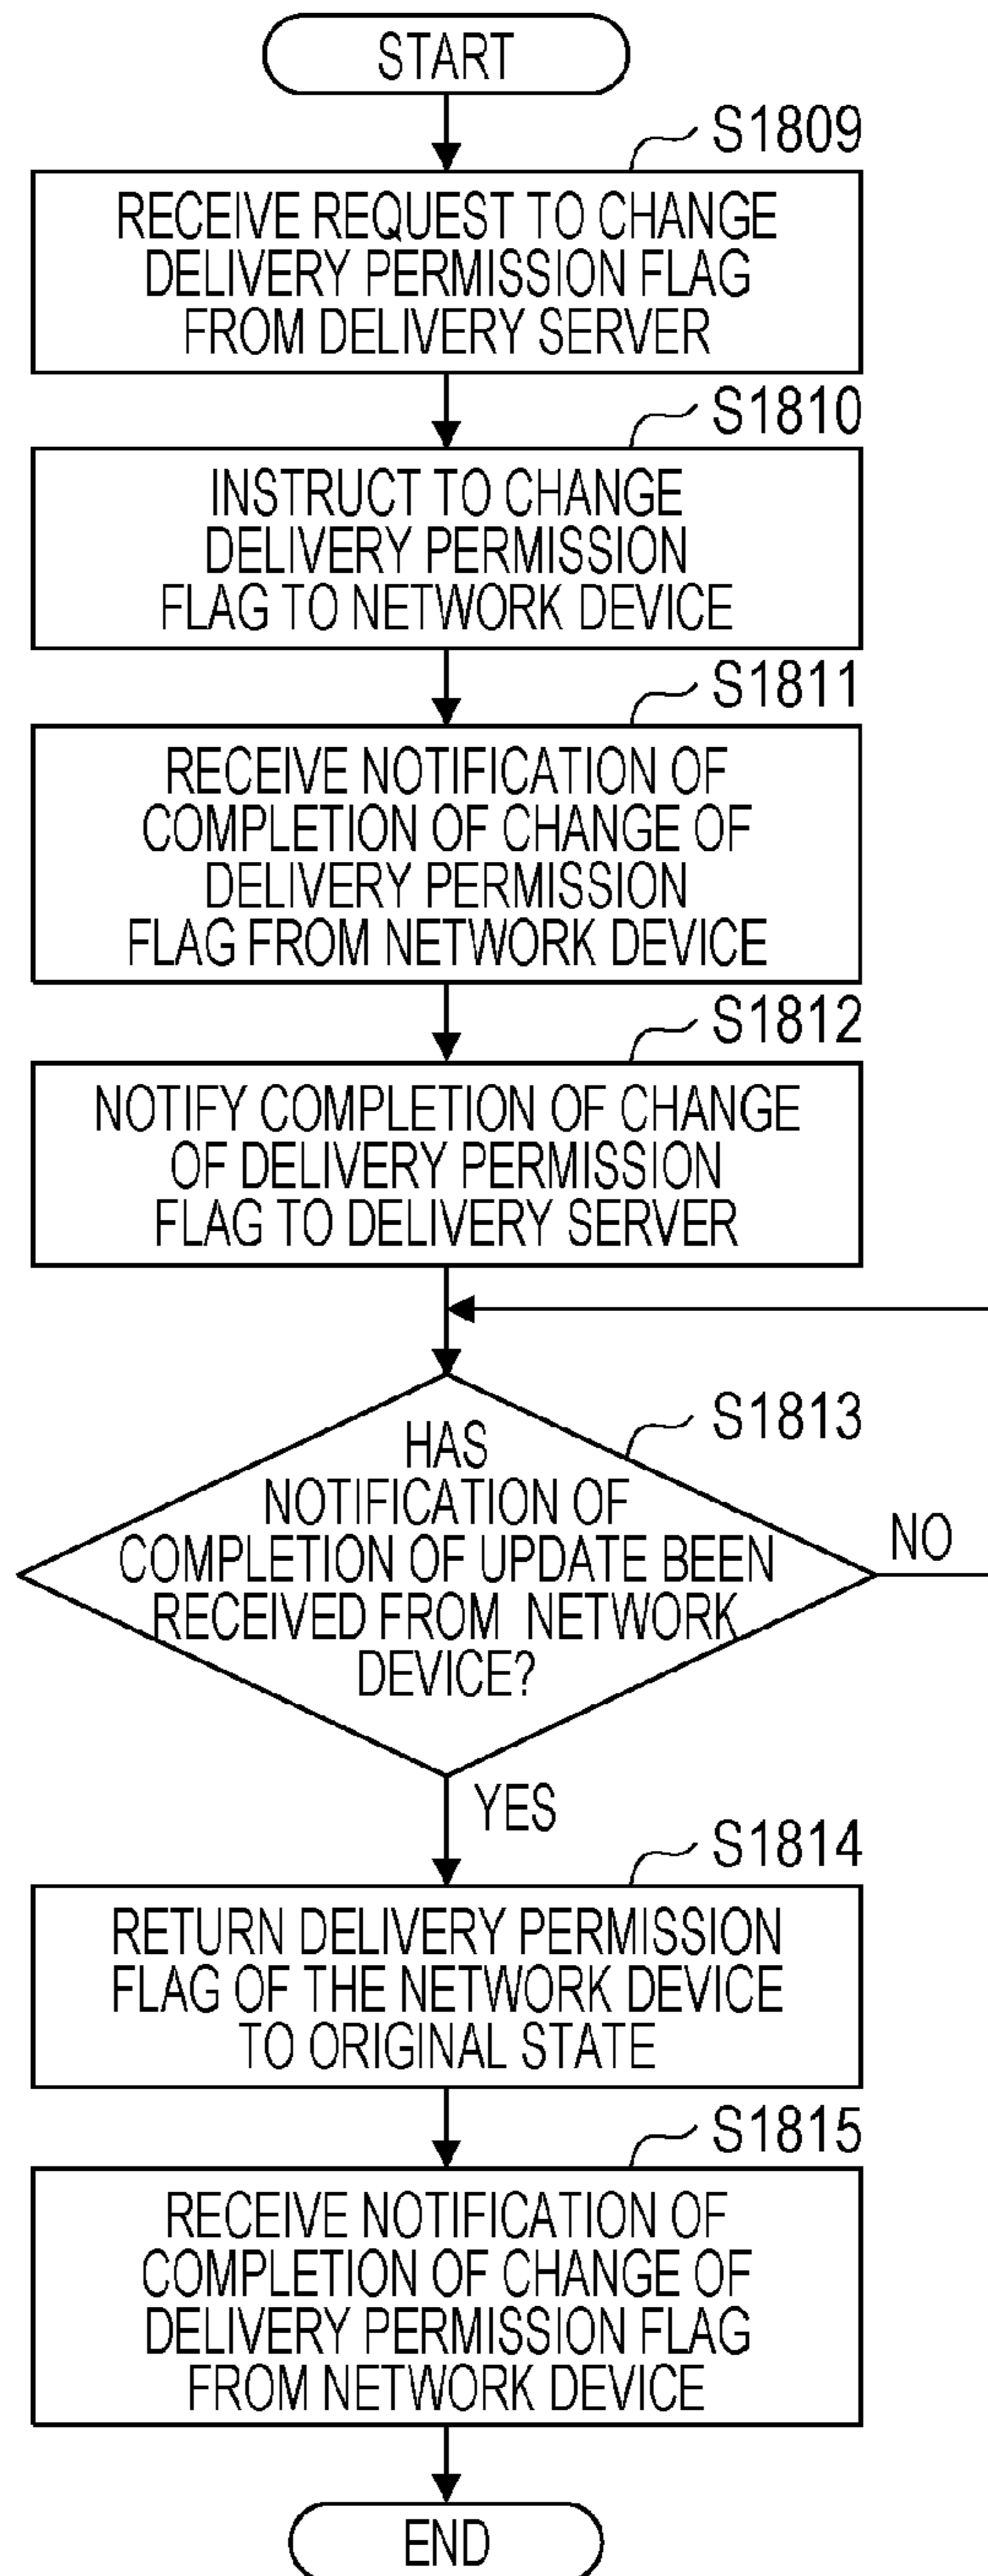 START
S1809
RECEIVE REQUEST TO CHANGE
DELIVERY PERMISSION FLAG
FROM DELIVERY SERVER
S1810
INSTRUCT TO CHANGE
DELIVERY PERMISSION
FLAG TO NETWORK DEVICE
S1811
RECEIVE NOTIFICATION OF
COMPLETION OF CHANGE OF
DELIVERY PERMISSION
FLAG FROM NETWORK DEVICE
S1812
NOTIFY COMPLETION OF CHANGE
OF DELIVERY PERMISSION
FLAG TO DELIVERY SERVER
S1813
HAS
NOTIFICATION OF
COMPLETION OF UPDATE BEEN
RECEIVED FROM NETWORK
DEVICE?
NO
YES
S1814
RETURN DELIVERY PERMISSION
FLAG OF THE NETWORK DEVICE
TO ORIGINAL STATE
S1815
RECEIVE NOTIFICATION OF
COMPLETION OF CHANGE OF
DELIVERY PERMISSION FLAG
FROM NETWORK DEVICE
END